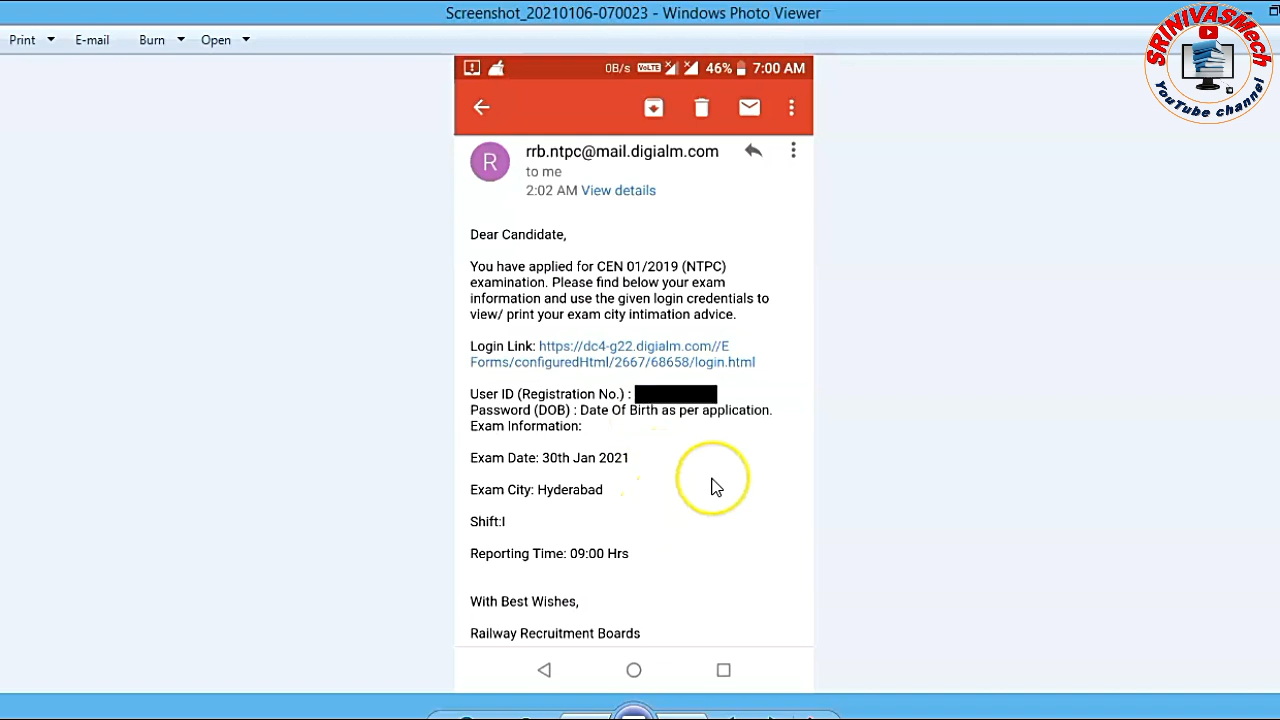 Screenshot_20210106-070023 - Windows Photo Viewer
Print E-mail Burn Open
SRINIVASMech
YouTube channel
0B/s VoLTE 46% 7:00 AM
R
rrb.ntpc@mail.digialm.com
to me
2:02 AM View details
Dear Candidate,
You have applied for CEN 01/2019 (NTPC)
examination. Please find below your exam
information and use the given login credentials to
view/ print your exam city intimation advice.
Login Link: https://dc4-g22.digialm.com//E
Forms/configuredHtml/2667/68658/login.html
User ID (Registration No.) :
Password (DOB) : Date Of Birth as per application.
Exam Information:
Exam Date: 30th Jan 2021
Exam City: Hyderabad
Shift:I
Reporting Time: 09:00 Hrs
With Best Wishes,
Railway Recruitment Boards